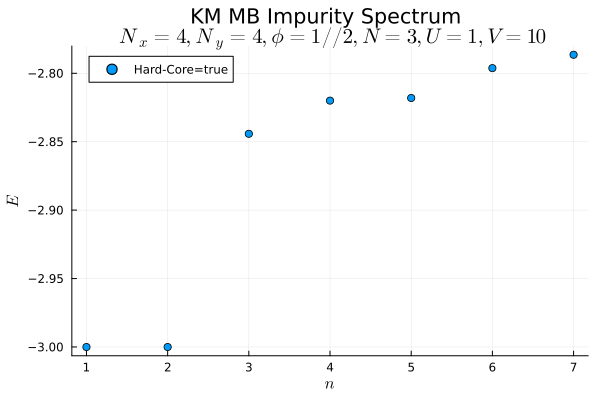 KM MB Impurity Spectrum
N_x = 4, N_y = 4, ϕ = 1//2, N = 3, U = 1, V = 10
Hard-Core=true
−2.80
−2.85
−2.90
−2.95
−3.00
E
1 2 3 4 5 6 7
n